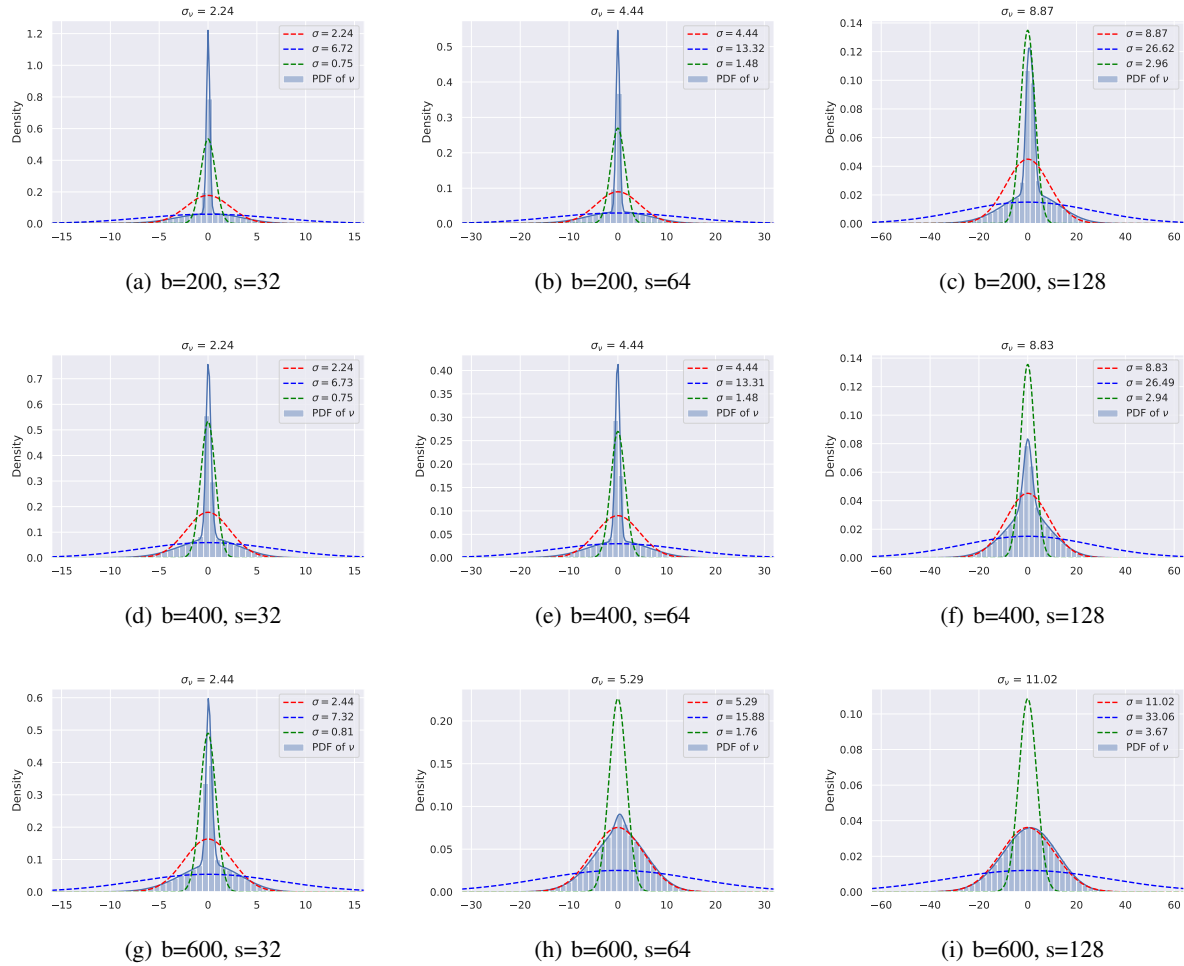 σν = 2.24
1.2
1.0
0.8
0.6
0.4
0.2
0.0
Density
−15 −10 −5 0 5 10 15
σ = 2.24
σ = 6.72
σ = 0.75
PDF of ν
(a) b=200, s=32
σν = 4.44
0.5
0.4
0.3
0.2
0.1
0.0
Density
−30 −20 −10 0 10 20 30
σ = 4.44
σ = 13.32
σ = 1.48
PDF of ν
(b) b=200, s=64
σν = 8.87
0.14
0.12
0.10
0.08
0.06
0.04
0.02
0.00
Density
−60 −40 −20 0 20 40 60
σ = 8.87
σ = 26.62
σ = 2.96
PDF of ν
(c) b=200, s=128
σν = 2.24
0.7
0.6
0.5
0.4
0.3
0.2
0.1
0.0
Density
−15 −10 −5 0 5 10 15
σ = 2.24
σ = 6.73
σ = 0.75
PDF of ν
(d) b=400, s=32
σν = 4.44
0.40
0.35
0.30
0.25
0.20
0.15
0.10
0.05
0.00
Density
−30 −20 −10 0 10 20 30
σ = 4.44
σ = 13.31
σ = 1.48
PDF of ν
(e) b=400, s=64
σν = 8.83
0.14
0.12
0.10
0.08
0.06
0.04
0.02
0.00
Density
−60 −40 −20 0 20 40 60
σ = 8.83
σ = 26.49
σ = 2.94
PDF of ν
(f) b=400, s=128
σν = 2.44
0.6
0.5
0.4
0.3
0.2
0.1
0.0
Density
−15 −10 −5 0 5 10 15
σ = 2.44
σ = 7.32
σ = 0.81
PDF of ν
(g) b=600, s=32
σν = 5.29
0.20
0.15
0.10
0.05
0.00
Density
−30 −20 −10 0 10 20 30
σ = 5.29
σ = 15.88
σ = 1.76
PDF of ν
(h) b=600, s=64
σν = 11.02
0.10
0.08
0.06
0.04
0.02
0.00
Density
−60 −40 −20 0 20 40 60
σ = 11.02
σ = 33.06
σ = 3.67
PDF of ν
(i) b=600, s=128